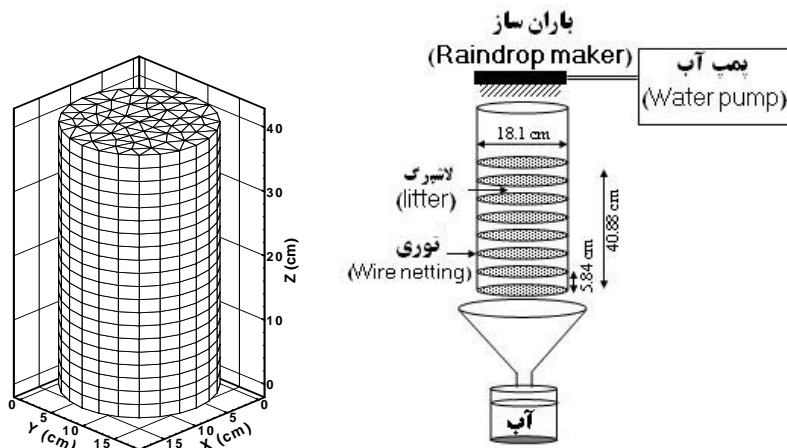 40
30
20
10
0
Z (cm)
0
5
10
15
Y (cm)
15
10
5
0
X (cm)
باران ساز
(Raindrop maker)
پمپ آب
(Water pump)
18.1 cm
لاشبرگ
(litter)
توری
(Wire netting)
40.88 cm
5.84 cm
آب